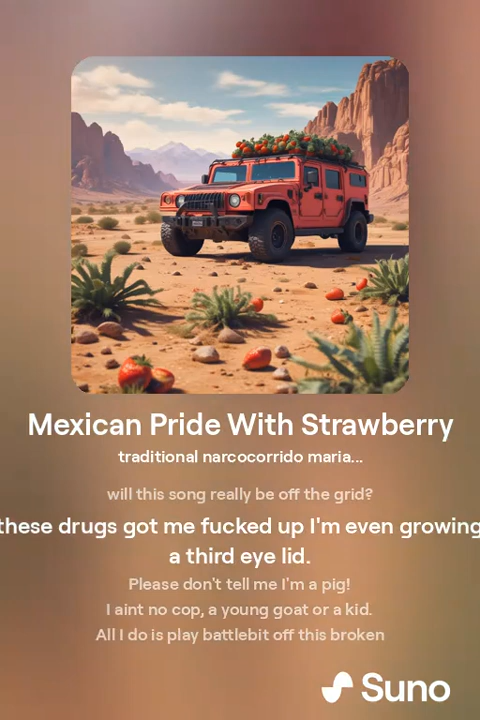 Mexican Pride With Strawberry
traditional narcocorrido maria...
will this song really be off the grid?
these drugs got me fucked up I'm even growing
a third eye lid.
Please don't tell me I'm a pig!
I aint no cop, a young goat or a kid.
All I do is play battlebit off this broken
Suno